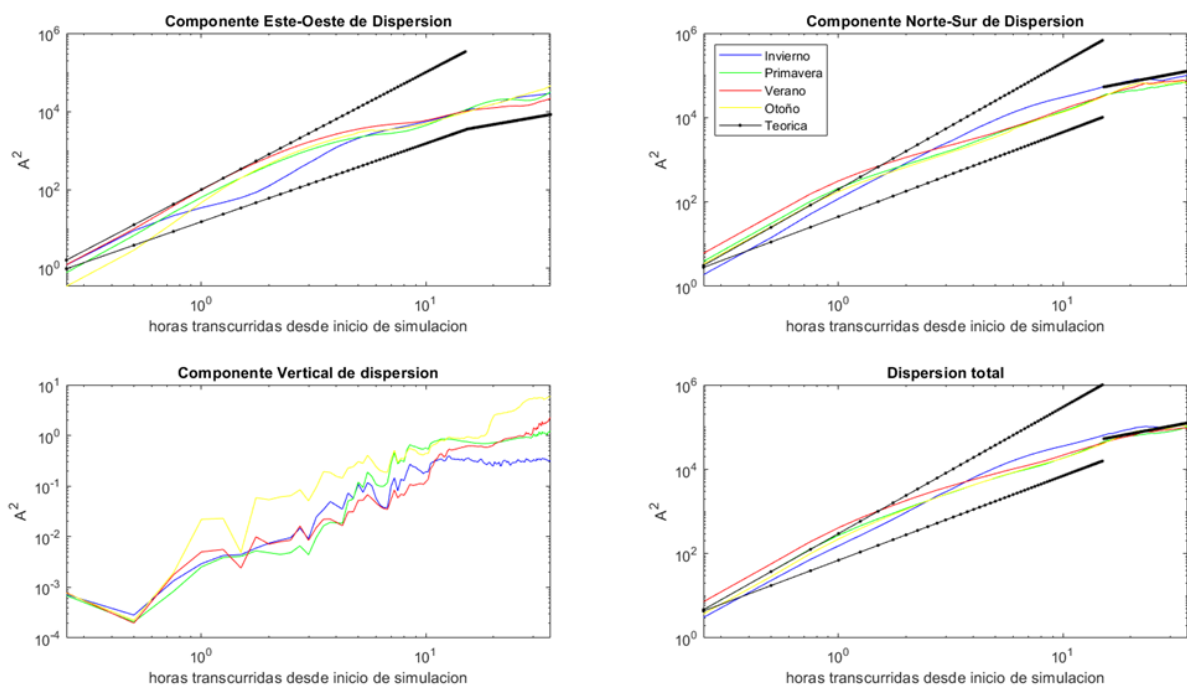 Componente Este-Oeste de Dispersion
10^6
10^4
10^2
10^0
A^2
10^0
10^1
horas transcurridas desde inicio de simulacion
Componente Norte-Sur de Dispersion
10^6
10^4
10^2
10^0
A^2
Invierno
Primavera
Verano
Otoño
Teorica
10^0
10^1
horas transcurridas desde inicio de simulacion
Componente Vertical de dispersion
10^1
10^0
10^-1
10^-2
10^-3
10^-4
A^2
10^0
10^1
horas transcurridas desde inicio de simulacion
Dispersion total
10^6
10^4
10^2
10^0
A^2
10^0
10^1
horas transcurridas desde inicio de simulacion